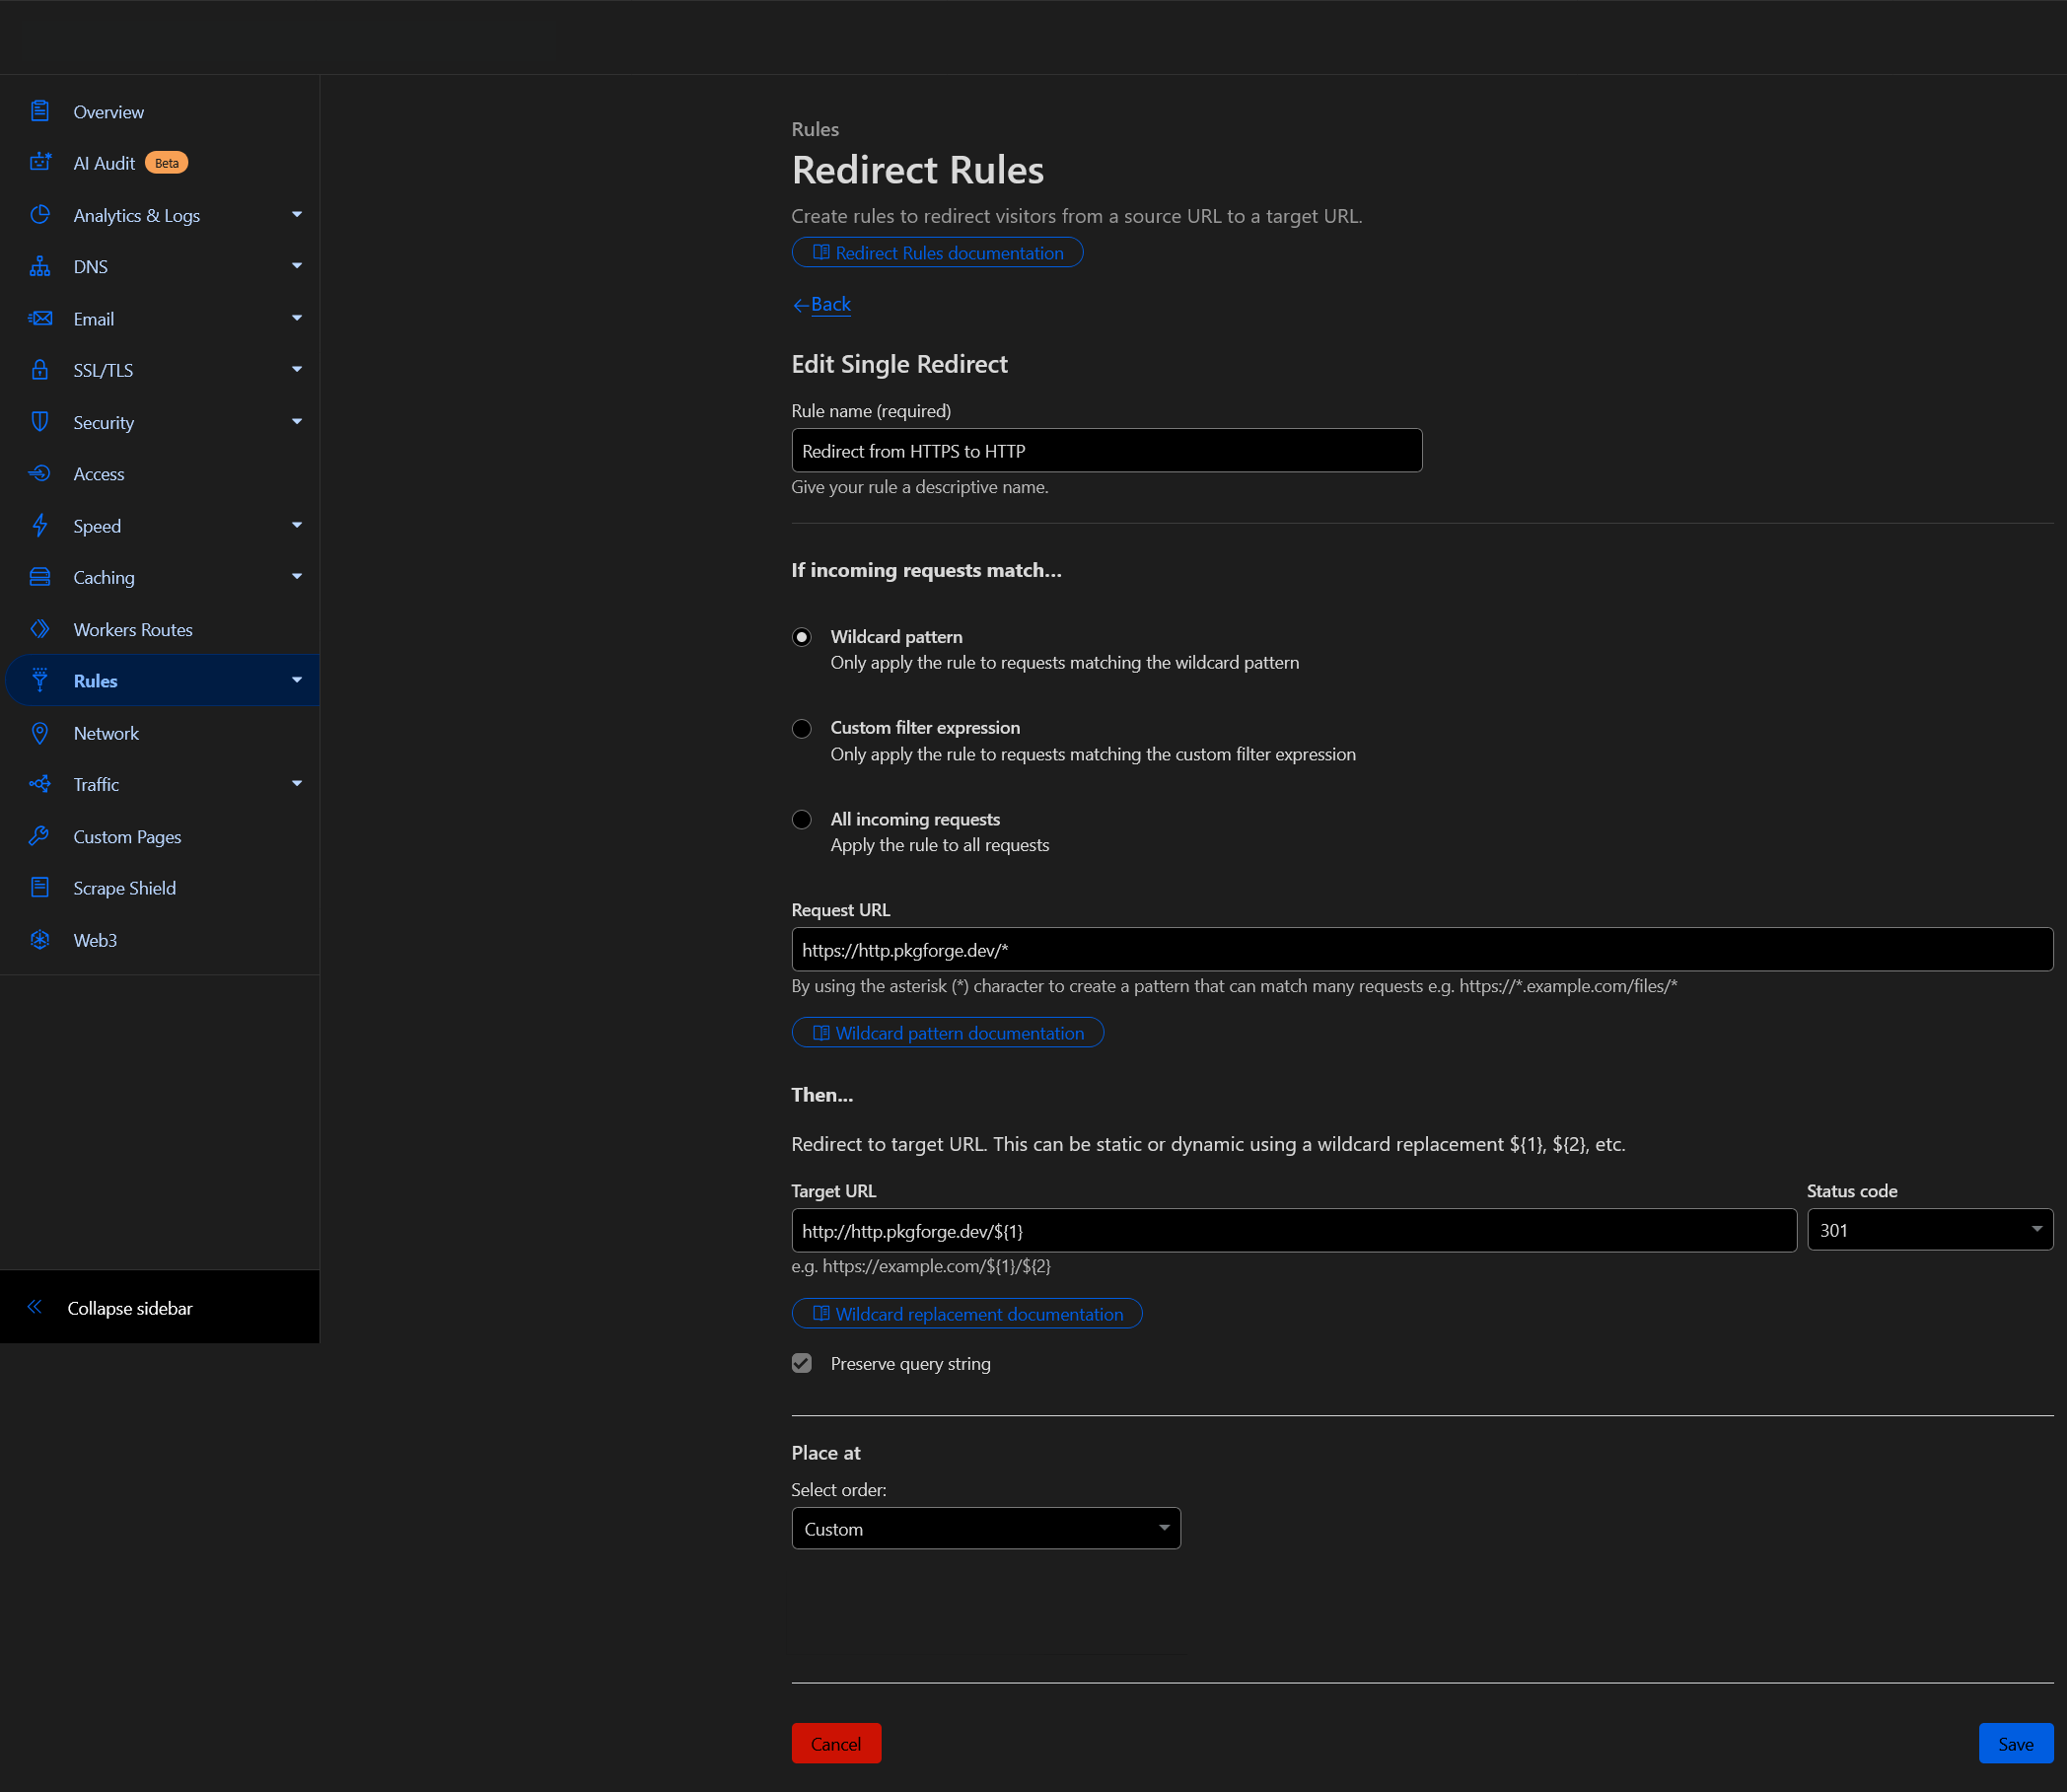 Overview
AI Audit Beta
Analytics & Logs
DNS
Email
SSL/TLS
Security
Access
Speed
Caching
Workers Routes
Rules
Network
Traffic
Custom Pages
Scrape Shield
Web3
Collapse sidebar
Rules
Redirect Rules
Create rules to redirect visitors from a source URL to a target URL.
Redirect Rules documentation
Back
Edit Single Redirect
Rule name (required)
Redirect from HTTPS to HTTP
Give your rule a descriptive name.
If incoming requests match...
Wildcard pattern
Only apply the rule to requests matching the wildcard pattern
Custom filter expression
Only apply the rule to requests matching the custom filter expression
All incoming requests
Apply the rule to all requests
Request URL
https://http.pkgforge.dev/*
By using the asterisk (*) character to create a pattern that can match many requests e.g. https://*.example.com/files/*
Wildcard pattern documentation
Then...
Redirect to target URL. This can be static or dynamic using a wildcard replacement ${1}, ${2}, etc.
Target URL
Status code
http://http.pkgforge.dev/${1}
301
e.g. https://example.com/${1}/${2}
Wildcard replacement documentation
Preserve query string
Place at
Select order:
Custom
Cancel
Save